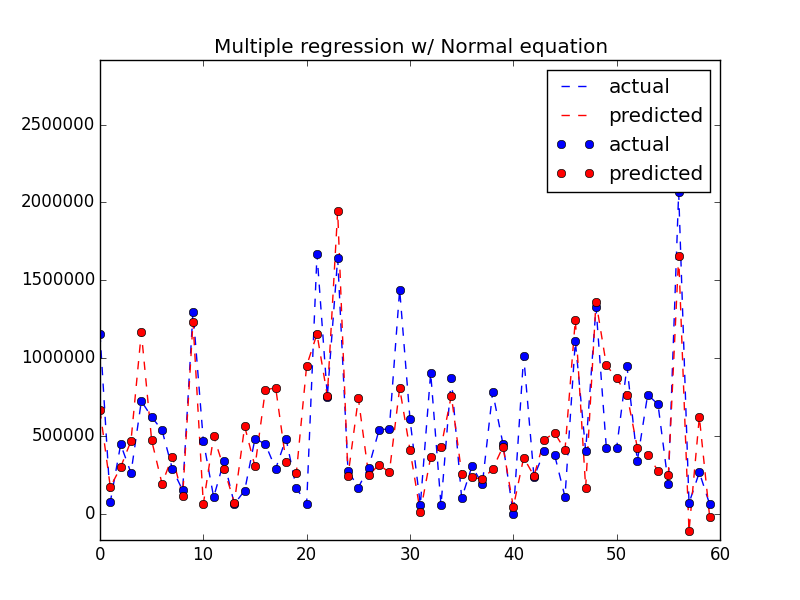 Multiple regression w/ Normal equation
actual
predicted
actual
predicted
2500000
2000000
1500000
1000000
500000
0
0 10 20 30 40 50 60